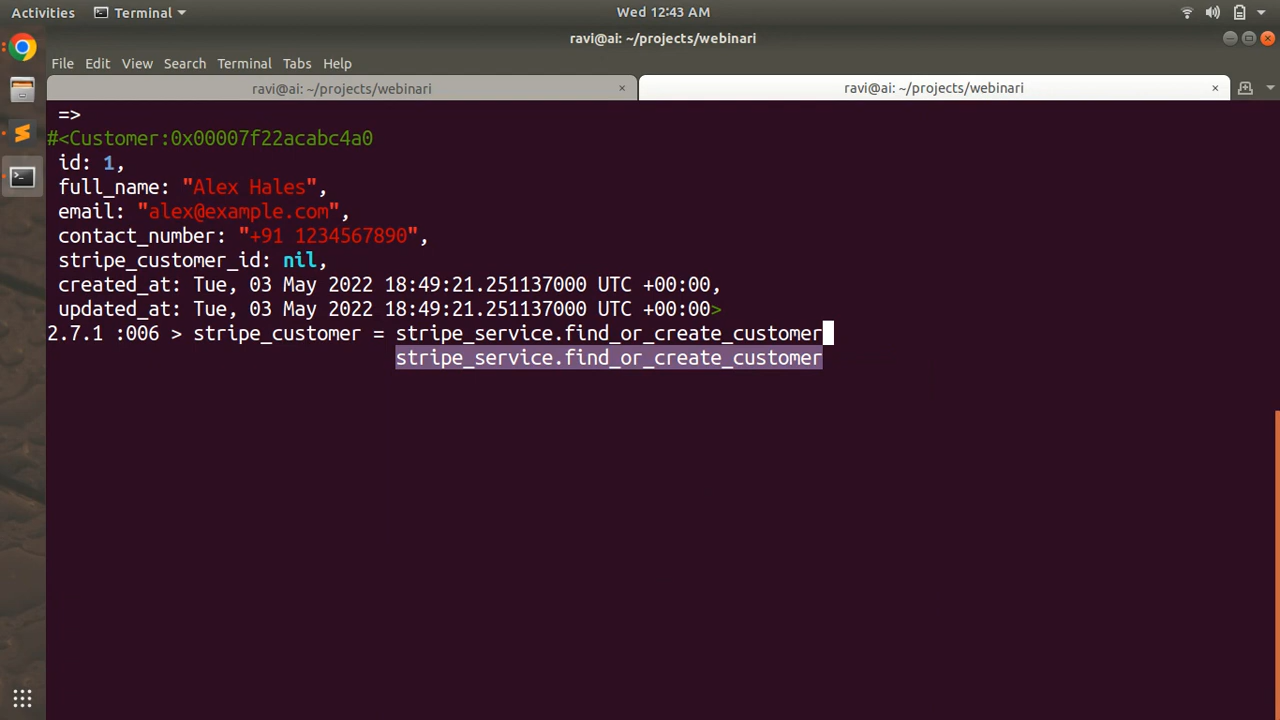 Activities Terminal Wed 12:43 AM
ravi@ai: ~/projects/webinari
File Edit View Search Terminal Tabs Help
ravi@ai: ~/projects/webinari × ravi@ai: ~/projects/webinari ×
=>
#<Customer:0x00007f22acabc4a0
id: 1,
full_name: "Alex Hales",
email: "alex@example.com",
contact_number: "+91 1234567890",
stripe_customer_id: nil,
created_at: Tue, 03 May 2022 18:49:21.251137000 UTC +00:00,
updated_at: Tue, 03 May 2022 18:49:21.251137000 UTC +00:00>
2.7.1 :006 > stripe_customer = stripe_service.find_or_create_customer
stripe_service.find_or_create_customer